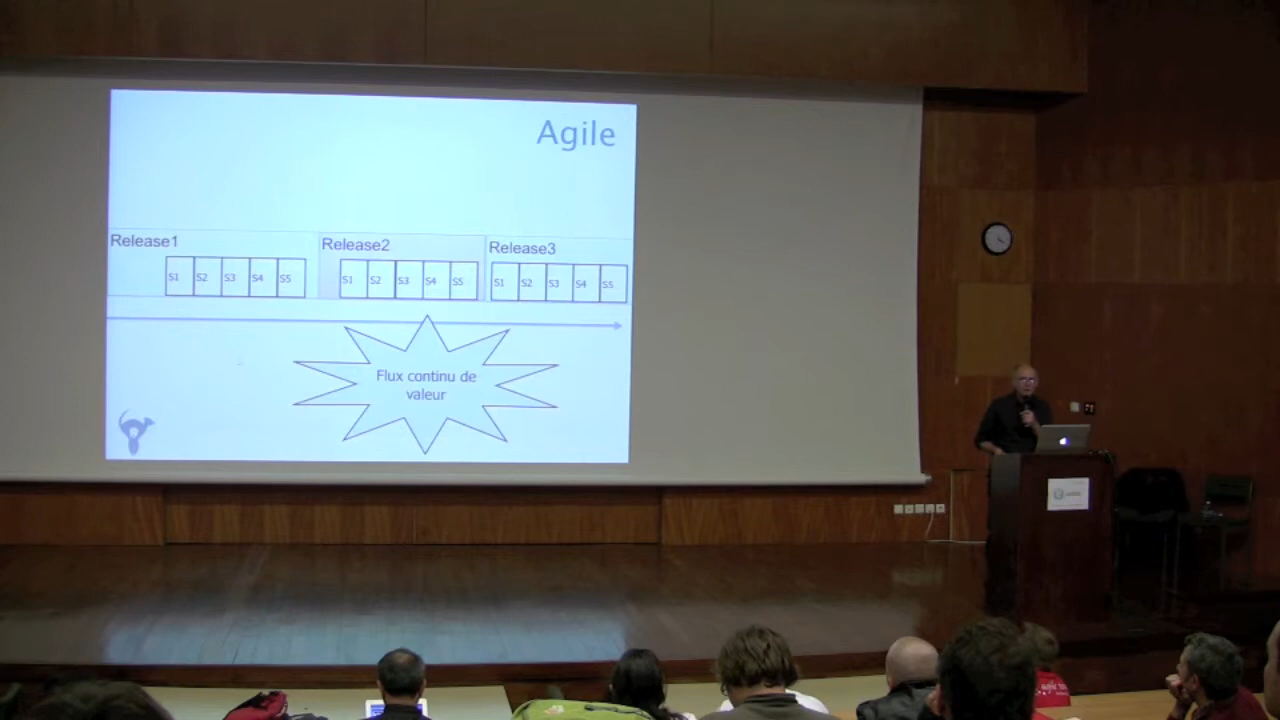 Agile
Release1
Release2
Release3
S1 S2 S3 S4 S5
S1 S2 S3 S4 S5
S1 S2 S3 S4 S5
Flux continu de
valeur